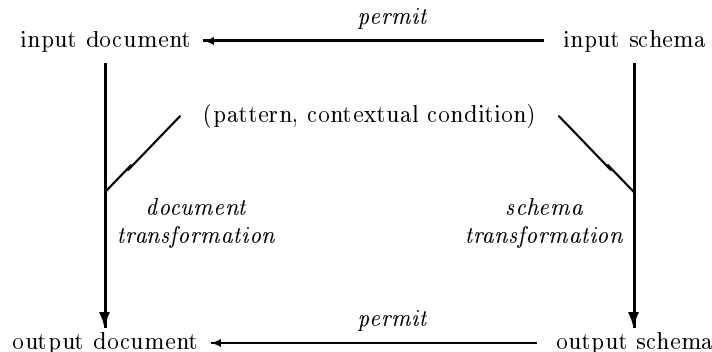 permit
input document input schema
(pattern, contextual condition)
document schema
transformation transformation
permit
output document output schema